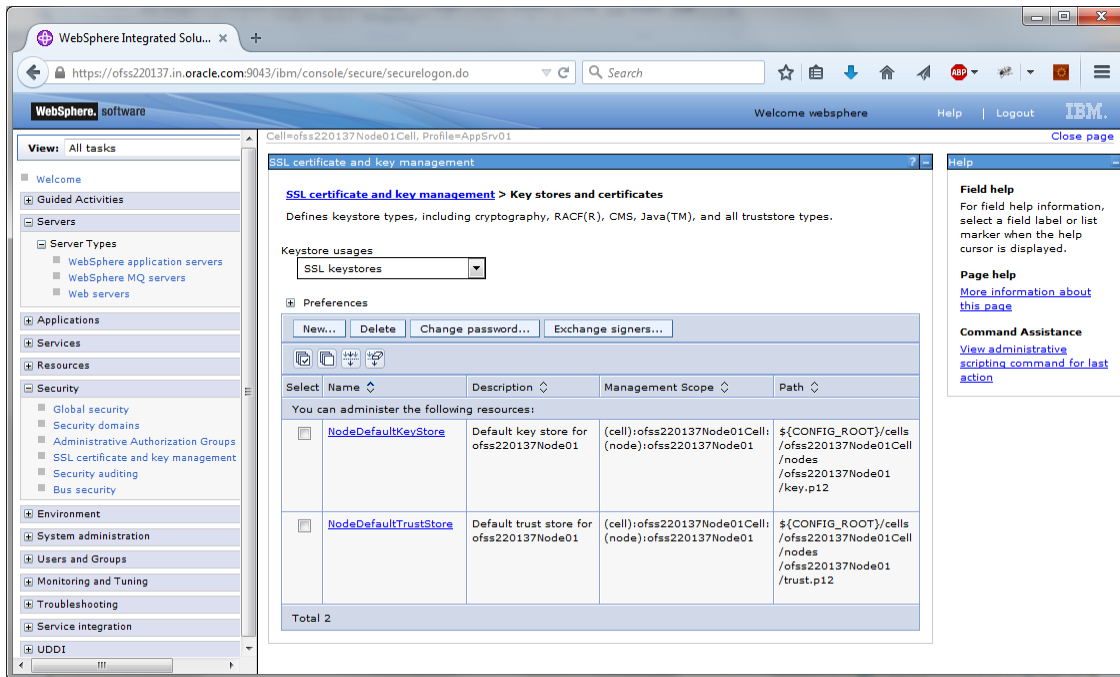 WebSphere Integrated Solu... × +
https://ofss220137.in.oracle.com:9043/ibm/console/secure/securelogon.do
Search
ABP
WebSphere. software
Welcome websphere
Help | Logout
IBM.
View: All tasks
Welcome
Guided Activities
Servers
Server Types
WebSphere application servers
WebSphere MQ servers
Web servers
Applications
Services
Resources
Security
Global security
Security domains
Administrative Authorization Groups
SSL certificate and key management
Security auditing
Bus security
Environment
System administration
Users and Groups
Monitoring and Tuning
Troubleshooting
Service integration
UDDI
Cell=ofss220137Node01Cell, Profile=AppSrv01
Close page
SSL certificate and key management ? -
SSL certificate and key management > Key stores and certificates
Defines keystore types, including cryptography, RACF(R), CMS, Java(TM), and all truststore types.
Keystore usages
SSL keystores
Preferences
New... Delete Change password... Exchange signers...
Select Name Description Management Scope Path
You can administer the following resources:
NodeDefaultKeyStore
Default key store for
ofss220137Node01
(cell):ofss220137Node01Cell:
(node):ofss220137Node01
${CONFIG_ROOT}/cells
/ofss220137Node01Cell
/nodes
/ofss220137Node01
/key.p12
NodeDefaultTrustStore
Default trust store for
ofss220137Node01
(cell):ofss220137Node01Cell:
(node):ofss220137Node01
${CONFIG_ROOT}/cells
/ofss220137Node01Cell
/nodes
/ofss220137Node01
/trust.p12
Total 2
Help
Field help
For field help information,
select a field label or list
marker when the help
cursor is displayed.
Page help
More information about
this page
Command Assistance
View administrative
scripting command for last
action